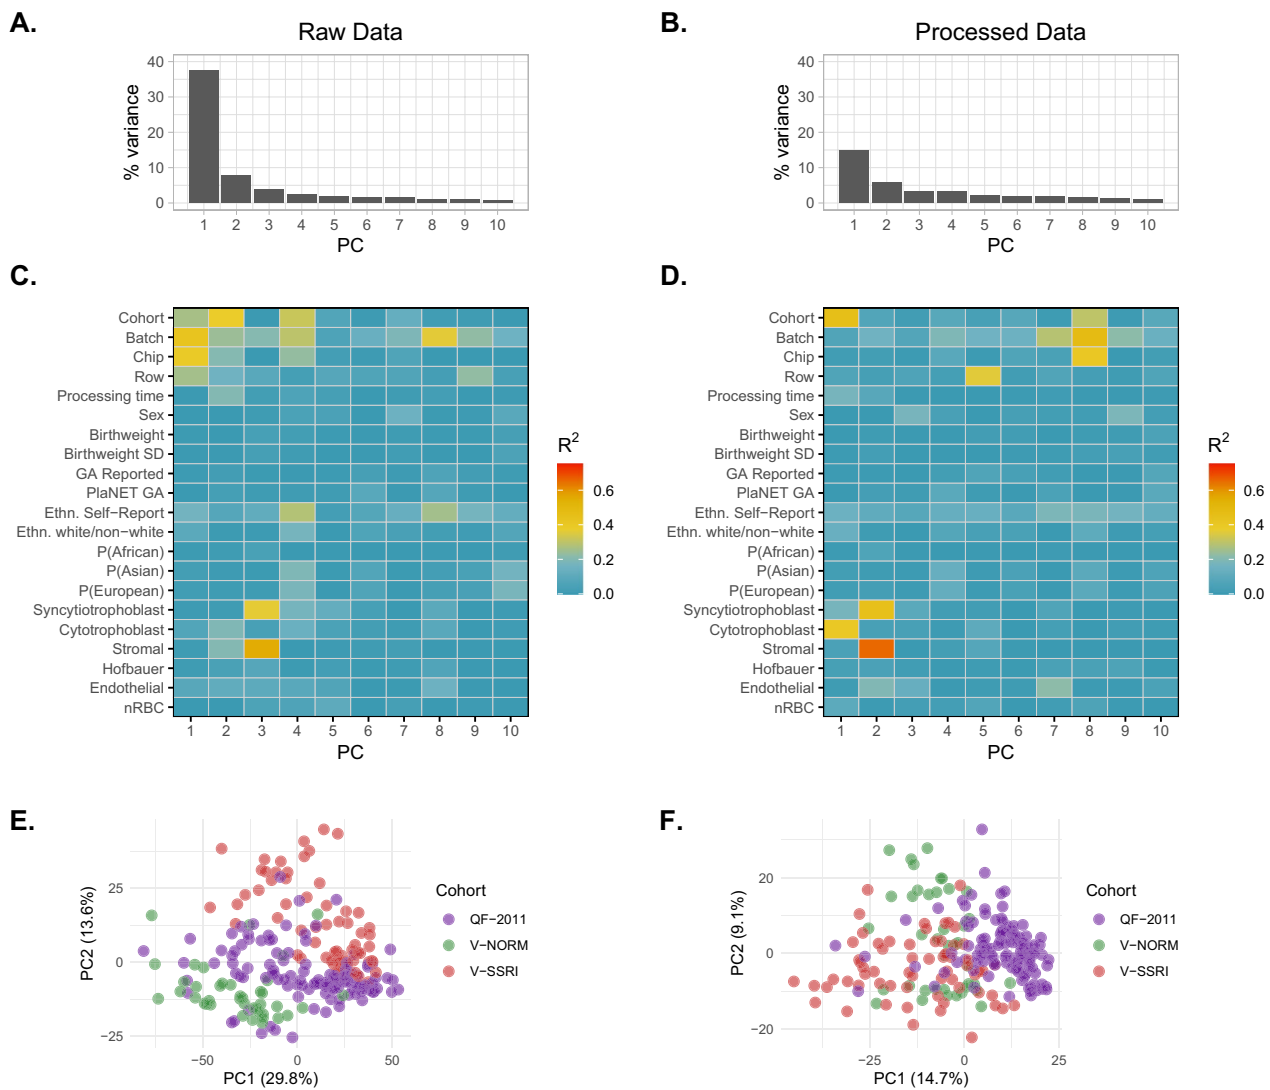 A.
Raw Data
40
30
20
10
0
% variance
1 2 3 4 5 6 7 8 9 10
PC
B.
Processed Data
40
30
20
10
0
% variance
1 2 3 4 5 6 7 8 9 10
PC
C.
Cohort
Batch
Chip
Row
Processing time
Sex
Birthweight
Birthweight SD
GA Reported
PlaNET GA
Ethn. Self−Report
Ethn. white/non−white
P(African)
P(Asian)
P(European)
Syncytiotrophoblast
Cytotrophoblast
Stromal
Hofbauer
Endothelial
nRBC
1 2 3 4 5 6 7 8 9 10
PC
R2
0.6
0.4
0.2
0.0
D.
Cohort
Batch
Chip
Row
Processing time
Sex
Birthweight
Birthweight SD
GA Reported
PlaNET GA
Ethn. Self−Report
Ethn. white/non−white
P(African)
P(Asian)
P(European)
Syncytiotrophoblast
Cytotrophoblast
Stromal
Hofbauer
Endothelial
nRBC
1 2 3 4 5 6 7 8 9 10
PC
R2
0.6
0.4
0.2
0.0
E.
25
0
−25
PC2 (13.6%)
−50 0 50
PC1 (29.8%)
Cohort
QF−2011
V−NORM
V−SSRI
F.
20
0
−20
PC2 (9.1%)
−25 0 25
PC1 (14.7%)
Cohort
QF−2011
V−NORM
V−SSRI